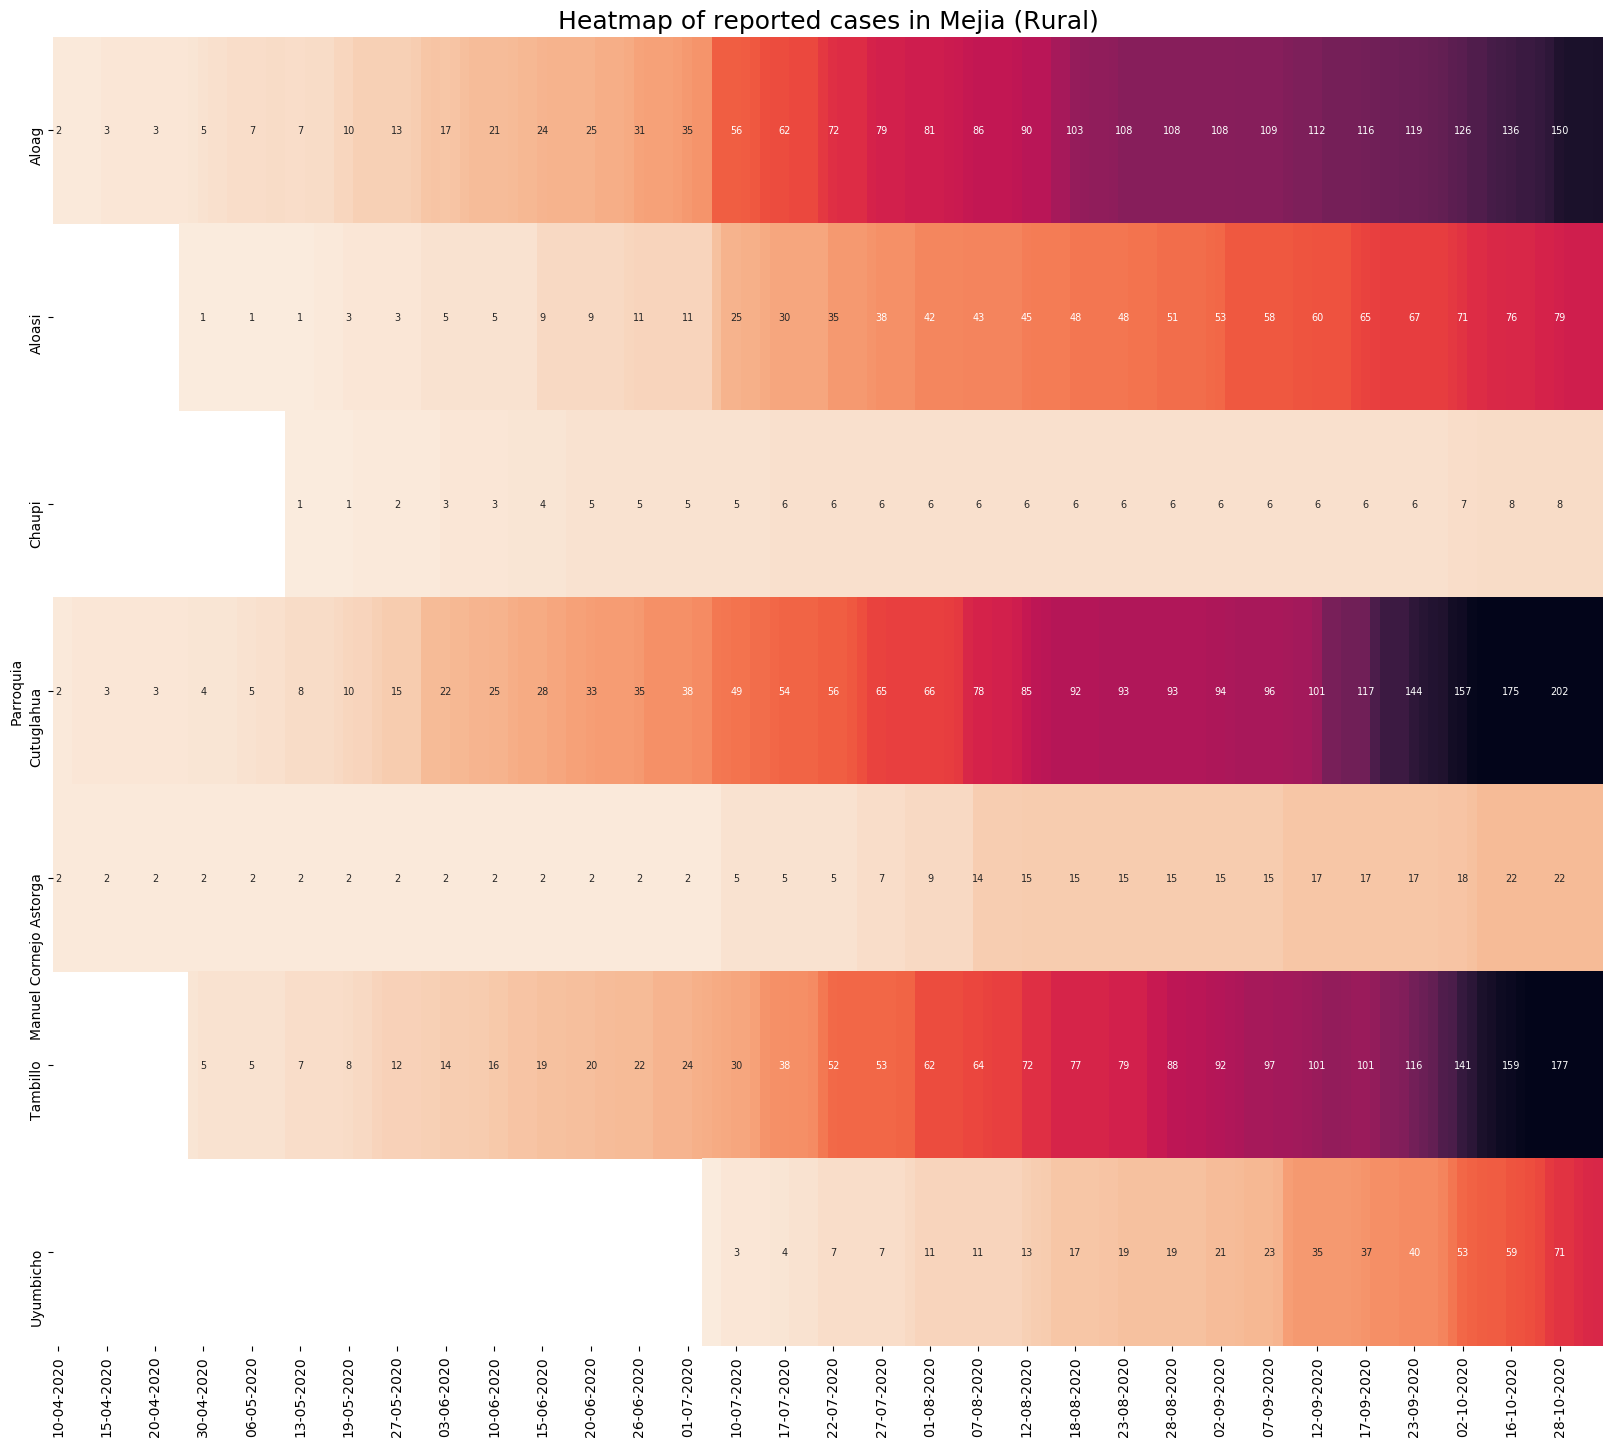 Heatmap of reported cases in Mejia (Rural)
Parroquia
Aloag
2 3 3 5 7 7 10 13 17 21 24 25 31 35 56 62 72 79 81 86 90 103 108 108 108 109 112 116 119 126 136 150
Aloasi
1 1 1 3 3 5 5 9 9 11 11 25 30 35 38 42 43 45 48 48 51 53 58 60 65 67 71 76 79
Chaupi
1 1 2 3 3 4 5 5 5 5 6 6 6 6 6 6 6 6 6 6 6 6 6 6 7 8 8
Cutuglahua
2 3 3 4 5 8 10 15 22 25 28 33 35 38 49 54 56 65 66 78 85 92 93 93 94 96 101 117 144 157 175 202
Manuel Cornejo Astorga
2 2 2 2 2 2 2 2 2 2 2 2 2 2 5 5 5 7 9 14 15 15 15 15 15 15 17 17 17 18 22 22
Tambillo
5 5 7 8 12 14 16 19 20 22 24 30 38 52 53 62 64 72 77 79 88 92 97 101 101 116 141 159 177
Uyumbicho
3 4 7 7 11 11 13 17 19 19 21 23 35 37 40 53 59 71
10-04-2020
15-04-2020
20-04-2020
30-04-2020
06-05-2020
13-05-2020
19-05-2020
27-05-2020
03-06-2020
10-06-2020
15-06-2020
20-06-2020
26-06-2020
01-07-2020
10-07-2020
17-07-2020
22-07-2020
27-07-2020
01-08-2020
07-08-2020
12-08-2020
18-08-2020
23-08-2020
28-08-2020
02-09-2020
07-09-2020
12-09-2020
17-09-2020
23-09-2020
02-10-2020
16-10-2020
28-10-2020